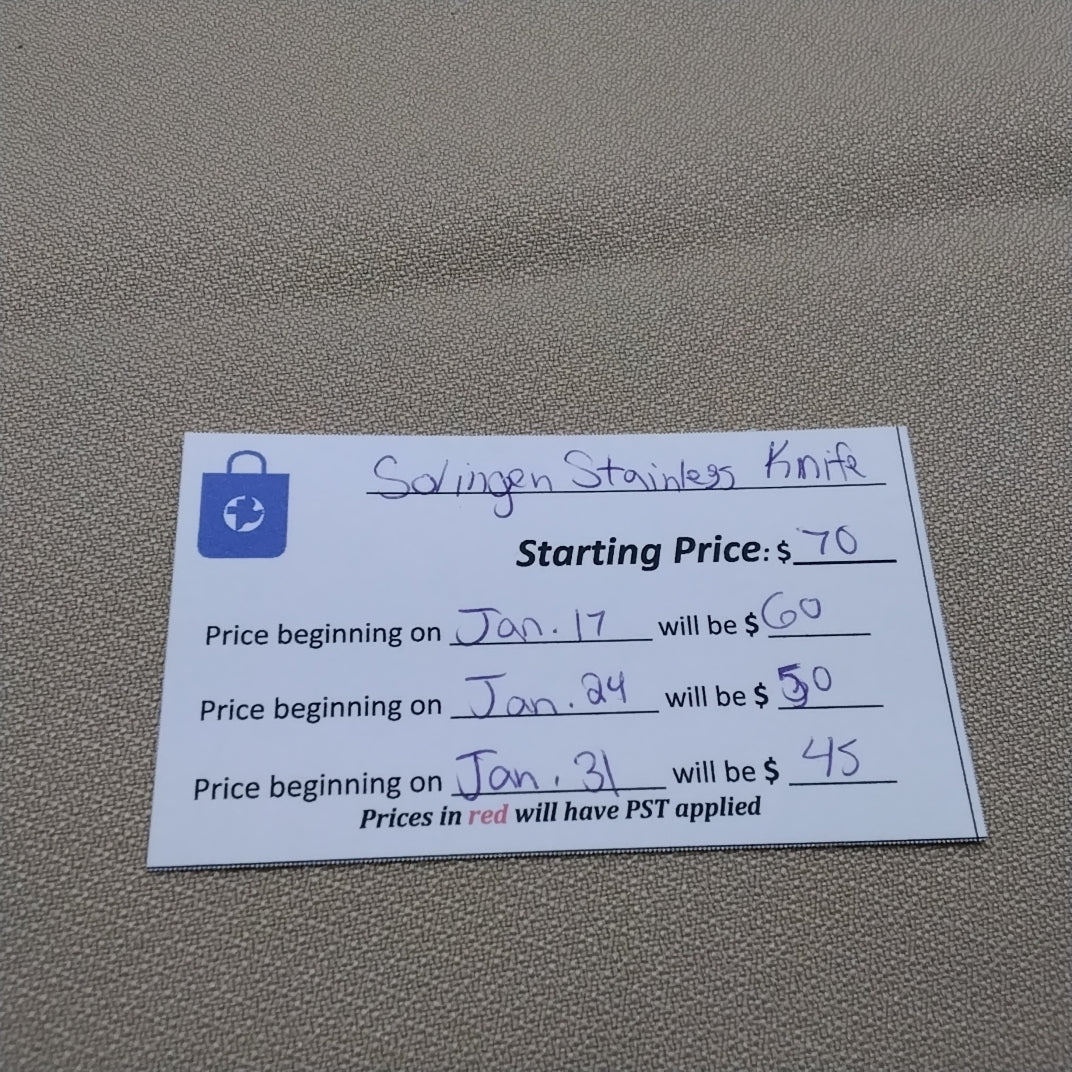 Solingen Stainless Knife
Starting Price: $ 70
Price beginning on Jan. 17 will be $ 60
Price beginning on Jan. 24 will be $ 50
Price beginning on Jan. 31 will be $ 45
Prices in red will have PST applied